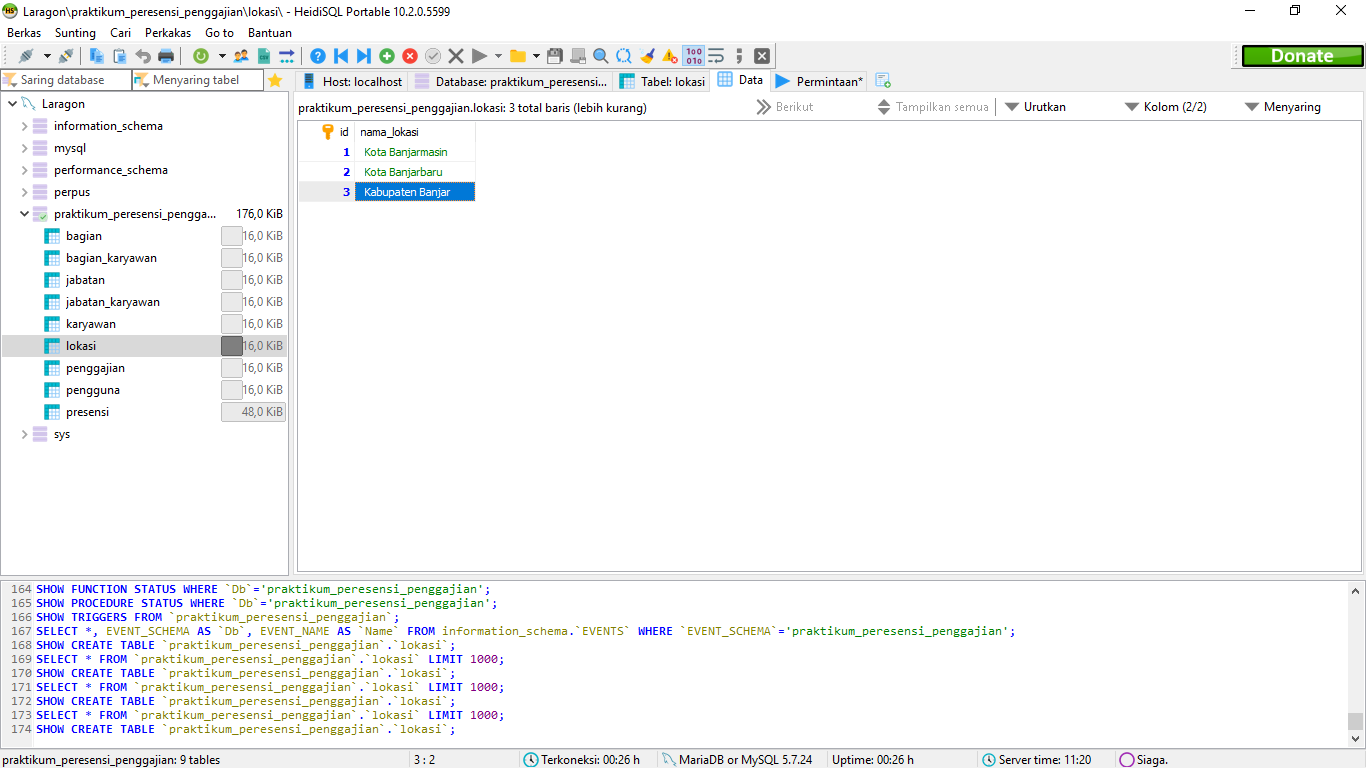 Laragon\praktikum_peresensi_penggajian\lokasi\ - HeidiSQL Portable 10.2.0.5599
Berkas Sunting Cari Perkakas Go to Bantuan
Donate
Saring database Menyaring tabel
Host: localhost Database: praktikum_peresensi... Tabel: lokasi Data Permintaan*
Laragon
information_schema
mysql
performance_schema
perpus
praktikum_peresensi_pengga... 176,0 KiB
bagian 16,0 KiB
bagian_karyawan 16,0 KiB
jabatan 16,0 KiB
jabatan_karyawan 16,0 KiB
karyawan 16,0 KiB
lokasi 16,0 KiB
penggajian 16,0 KiB
pengguna 16,0 KiB
presensi 48,0 KiB
sys
praktikum_peresensi_penggajian.lokasi: 3 total baris (lebih kurang) Berikut Tampilkan semua Urutkan Kolom (2/2) Menyaring
id nama_lokasi
1 Kota Banjarmasin
2 Kota Banjarbaru
3 Kabupaten Banjar
164 SHOW FUNCTION STATUS WHERE `Db`='praktikum_peresensi_penggajian';
165 SHOW PROCEDURE STATUS WHERE `Db`='praktikum_peresensi_penggajian';
166 SHOW TRIGGERS FROM `praktikum_peresensi_penggajian`;
167 SELECT *, EVENT_SCHEMA AS `Db`, EVENT_NAME AS `Name` FROM information_schema.`EVENTS` WHERE `EVENT_SCHEMA`='praktikum_peresensi_penggajian';
168 SHOW CREATE TABLE `praktikum_peresensi_penggajian`.`lokasi`;
169 SELECT * FROM `praktikum_peresensi_penggajian`.`lokasi` LIMIT 1000;
170 SHOW CREATE TABLE `praktikum_peresensi_penggajian`.`lokasi`;
171 SELECT * FROM `praktikum_peresensi_penggajian`.`lokasi` LIMIT 1000;
172 SHOW CREATE TABLE `praktikum_peresensi_penggajian`.`lokasi`;
173 SELECT * FROM `praktikum_peresensi_penggajian`.`lokasi` LIMIT 1000;
174 SHOW CREATE TABLE `praktikum_peresensi_penggajian`.`lokasi`;
praktikum_peresensi_penggajian: 9 tables 3 : 2 Terkoneksi: 00:26 h MariaDB or MySQL 5.7.24 Uptime: 00:26 h Server time: 11:20 Siaga.